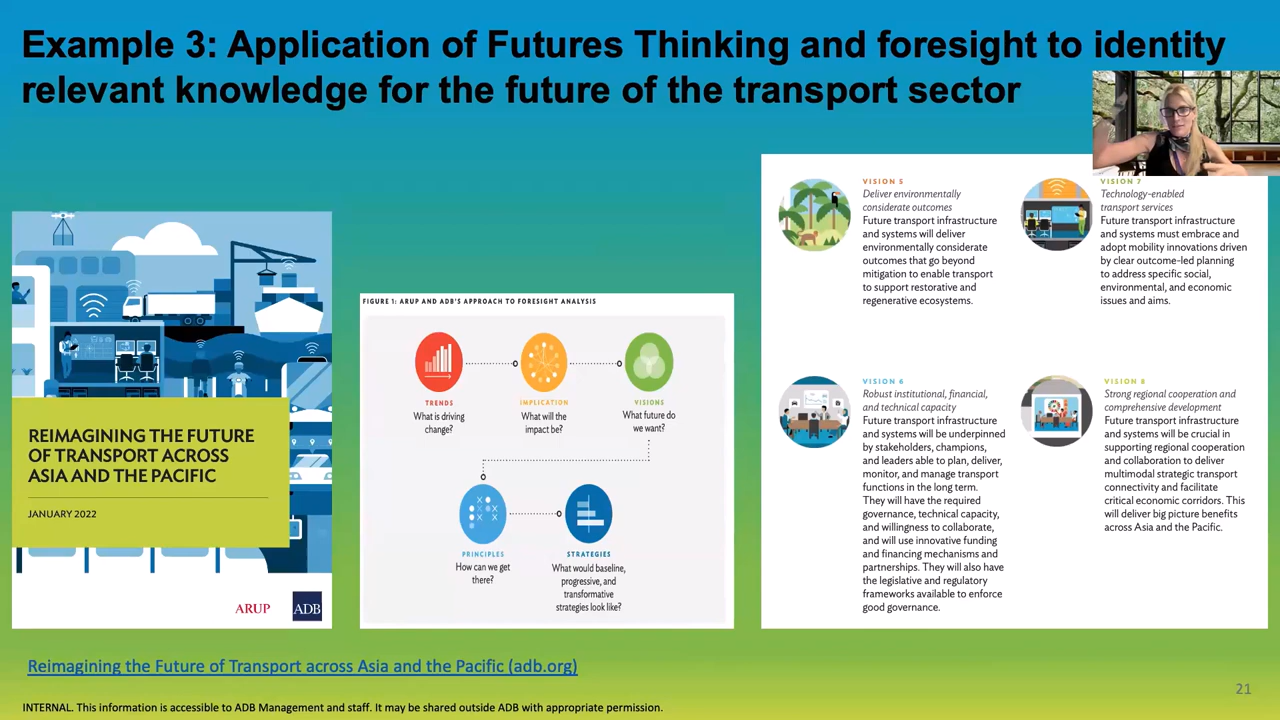 Example 3: Application of Futures Thinking and foresight to identity
relevant knowledge for the future of the transport sector
REIMAGINING THE FUTURE
OF TRANSPORT ACROSS
ASIA AND THE PACIFIC
JANUARY 2022
ARUP
ADB
FIGURE 1: ARUP AND ADB'S APPROACH TO FORESIGHT ANALYSIS
TRENDS
What is driving
change?
IMPLICATION
What will the
impact be?
VISIONS
What future do
we want?
PRINCIPLES
How can we get
there?
STRATEGIES
What would baseline,
progressive, and
transformative
strategies look like?
VISION 5
Deliver environmentally
considerate outcomes
Future transport infrastructure
and systems will deliver
environmentally considerate
outcomes that go beyond
mitigation to enable transport
to support restorative and
regenerative ecosystems.
VISION 7
Technology-enabled
transport services
Future transport infrastructure
and systems must embrace and
adopt mobility innovations driven
by clear outcome-led planning
to address specific social,
environmental, and economic
issues and aims.
VISION 6
Robust institutional, financial,
and technical capacity
Future transport infrastructure
and systems will be underpinned
by stakeholders, champions,
and leaders able to plan, deliver,
monitor, and manage transport
functions in the long term.
They will have the required
governance, technical capacity,
and willingness to collaborate,
and will use innovative funding
and financing mechanisms and
partnerships. They will also have
the legislative and regulatory
frameworks available to enforce
good governance.
VISION 8
Strong regional cooperation and
comprehensive development
Future transport infrastructure
and systems will be crucial in
supporting regional cooperation
and collaboration to deliver
multimodal strategic transport
connectivity and facilitate
critical economic corridors. This
will deliver big picture benefits
across Asia and the Pacific.
Reimagining the Future of Transport across Asia and the Pacific (adb.org)
21
INTERNAL. This information is accessible to ADB Management and staff. It may be shared outside ADB with appropriate permission.